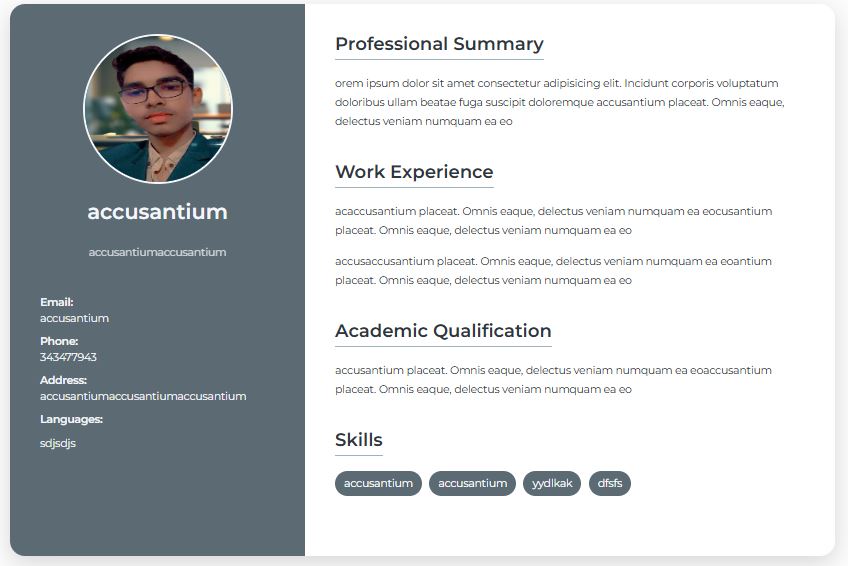 accusantium
accusantiumaccusantium
Email:
accusantium
Phone:
343477943
Address:
accusantiumaccusantiumaccusantium
Languages:
sdjsdjs
Professional Summary
orem ipsum dolor sit amet consectetur adipisicing elit. Incidunt corporis voluptatum
doloribus ullam beatae fuga suscipit doloremque accusantium placeat. Omnis eaque,
delectus veniam numquam ea eo
Work Experience
acaccusantium placeat. Omnis eaque, delectus veniam numquam ea eocusantium
placeat. Omnis eaque, delectus veniam numquam ea eo
accusaccusantium placeat. Omnis eaque, delectus veniam numquam ea eoantium
placeat. Omnis eaque, delectus veniam numquam ea eo
Academic Qualification
accusantium placeat. Omnis eaque, delectus veniam numquam ea eoaccusantium
placeat. Omnis eaque, delectus veniam numquam ea eo
Skills
accusantium accusantium yydlkak dfsfs